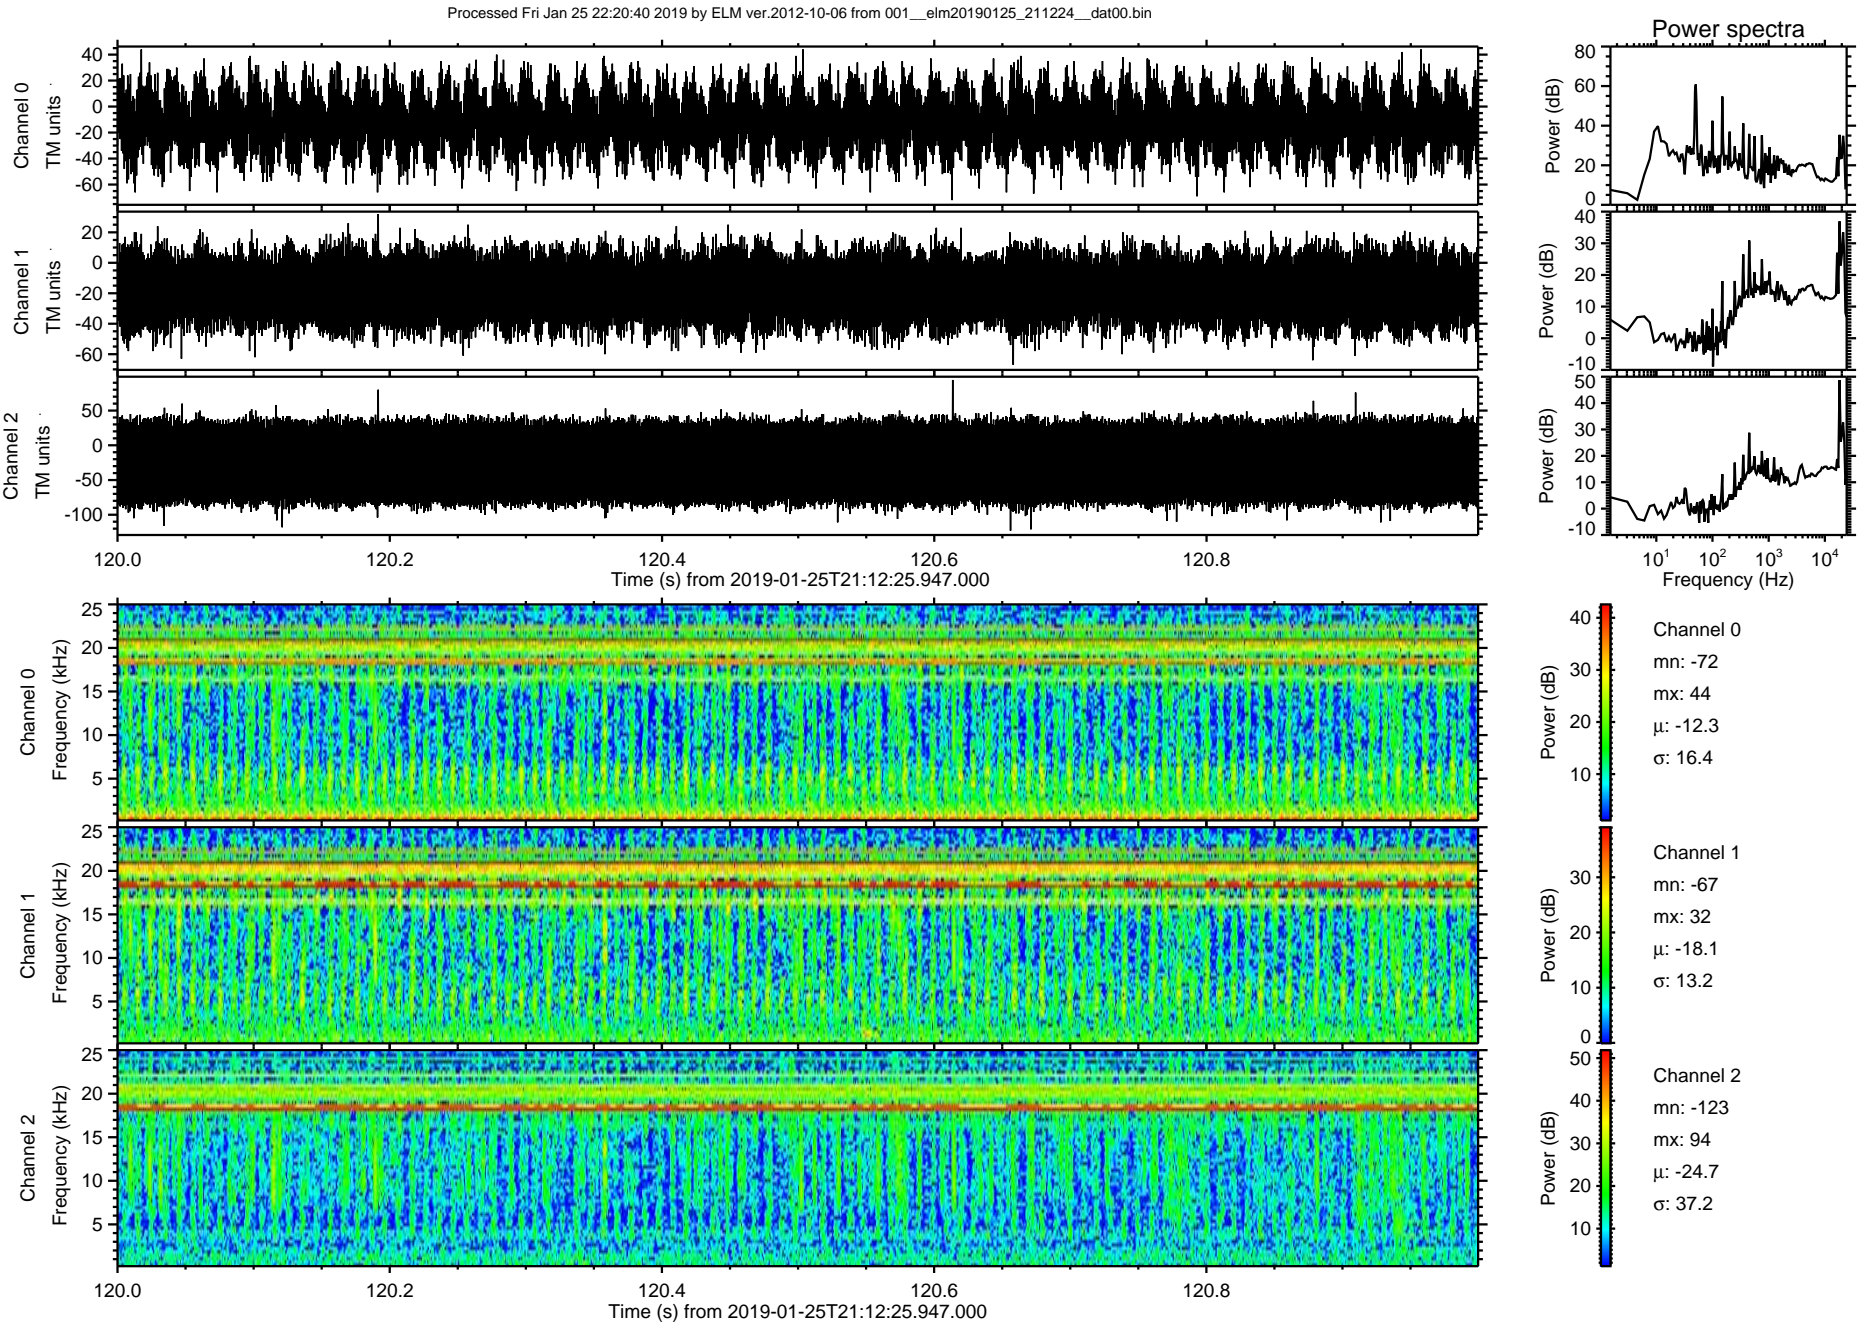 Processed Fri Jan 25 22:20:40 2019 by ELM ver.2012-10-06 from 001__elm20190125_211224__dat00.bin
Power spectra
Channel 0
TM units
40
20
0
-20
-40
-60
Power (dB)
80
60
40
20
0
Channel 1
TM units
20
0
-20
-40
-60
Power (dB)
40
30
20
10
0
-10
Channel 2
TM units
50
0
-50
-100
Power (dB)
50
40
30
20
10
0
-10
120.0 120.2 120.4 120.6 120.8
Time (s) from 2019-01-25T21:12:25.947.000
10^1 10^2 10^3 10^4
Frequency (Hz)
Channel 0
Frequency (kHz)
25
20
15
10
5
Power (dB)
40
30
20
10
Channel 0
mn: -72
mx: 44
μ: -12.3
σ: 16.4
Channel 1
Frequency (kHz)
25
20
15
10
5
Power (dB)
30
20
10
0
Channel 1
mn: -67
mx: 32
μ: -18.1
σ: 13.2
Channel 2
Frequency (kHz)
25
20
15
10
5
Power (dB)
50
40
30
20
10
Channel 2
mn: -123
mx: 94
μ: -24.7
σ: 37.2
120.0 120.2 120.4 120.6 120.8
Time (s) from 2019-01-25T21:12:25.947.000